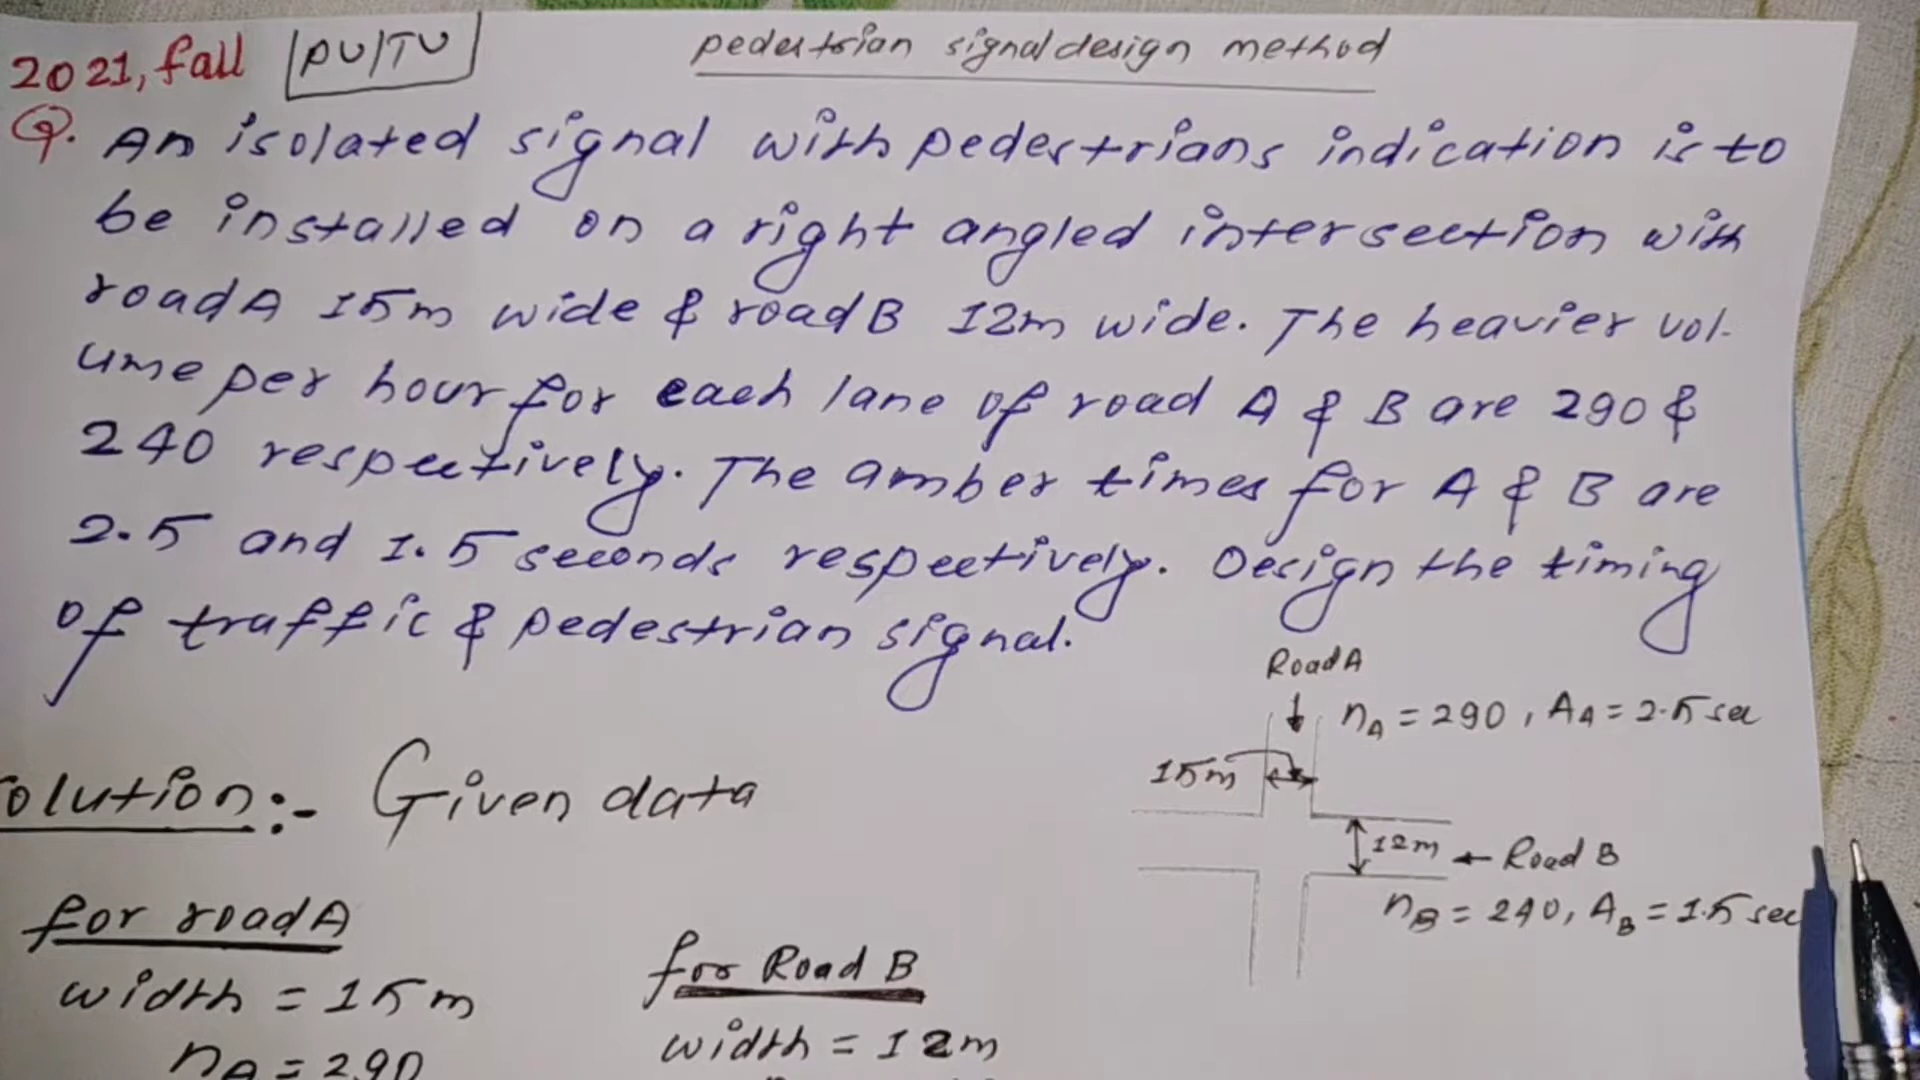 2021, fall PU/TU
pedestrian signal design method
Q. An isolated signal with pedestrians indication is to
be installed on a right angled intersection with
road A 15m wide & road B 12m wide. The heavier vol-
ume per hour for each lane of road A & B are 290 &
240 respectively. The amber times for A & B are
2.5 and 1.5 seconds respectively. Design the timing
of traffic & pedestrian signal.
Road A
nA = 290, AA = 2.5 sec
15m
12m ← Road B
nB = 240, AB = 1.5 sec
olution:- Given data
for road A
width = 15m
nA = 290
for Road B
width = 12m